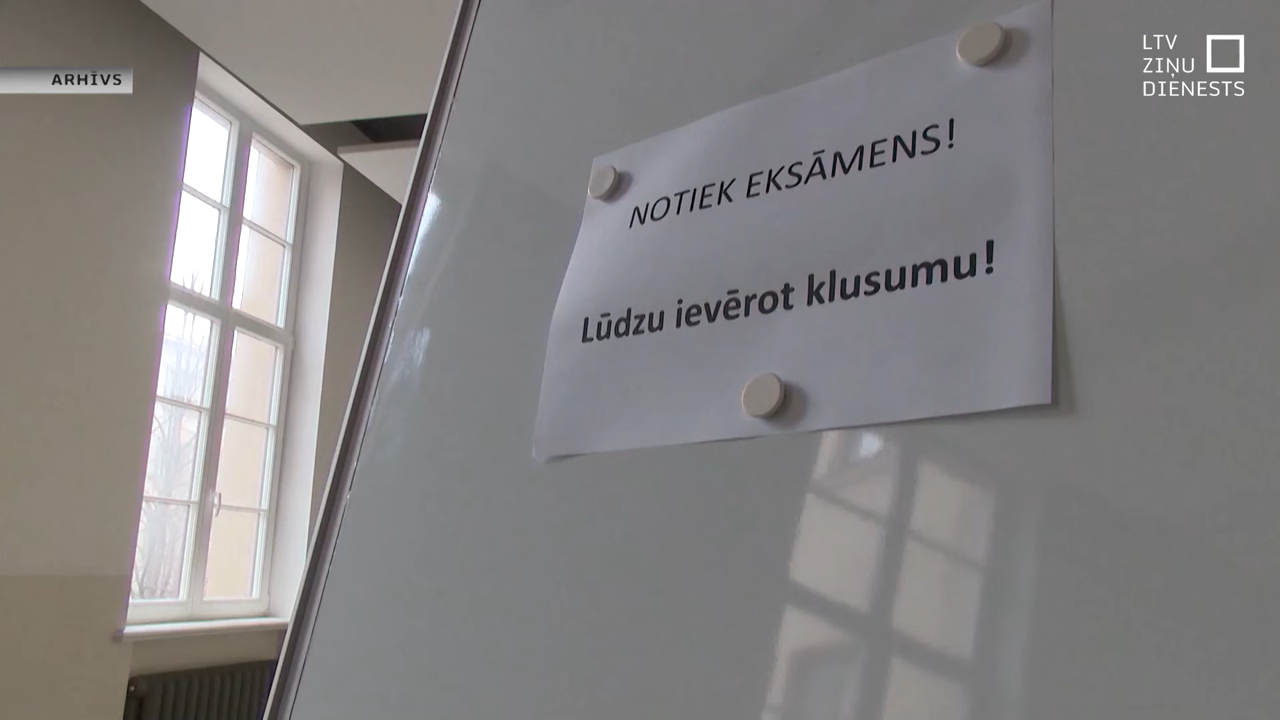 ARHĪVS
LTV
ZIŅU
DIENESTS
NOTIEK EKSĀMENS!
Lūdzu ievērot klusumu!